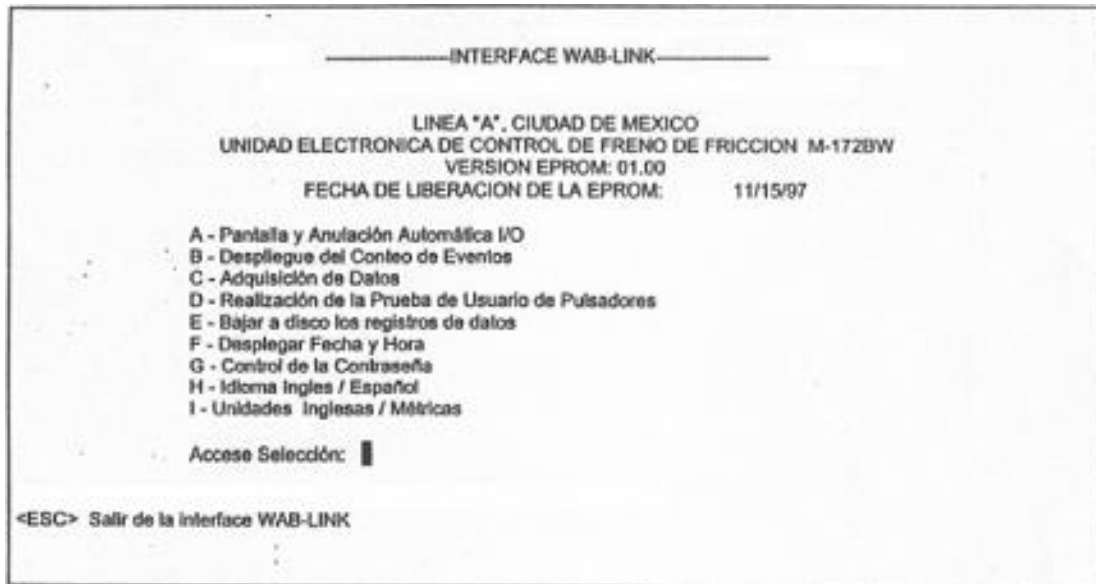 --------------------INTERFACE WAB-LINK------------------
LINEA "A", CIUDAD DE MEXICO
UNIDAD ELECTRONICA DE CONTROL DE FRENO DE FRICCION M-172BW
VERSION EPROM: 01.00
FECHA DE LIBERACION DE LA EPROM: 11/15/97
A - Pantalla y Anulación Automática I/O
B - Despliegue del Conteo de Eventos
C - Adquisición de Datos
D - Realización de la Prueba de Usuario de Pulsadores
E - Bajar a disco los registros de datos
F - Desplegar Fecha y Hora
G - Control de la Contraseña
H - Idioma Ingles / Español
I - Unidades Inglesas / Métricas
Accese Selección:
<ESC> Salir de la interface WAB-LINK